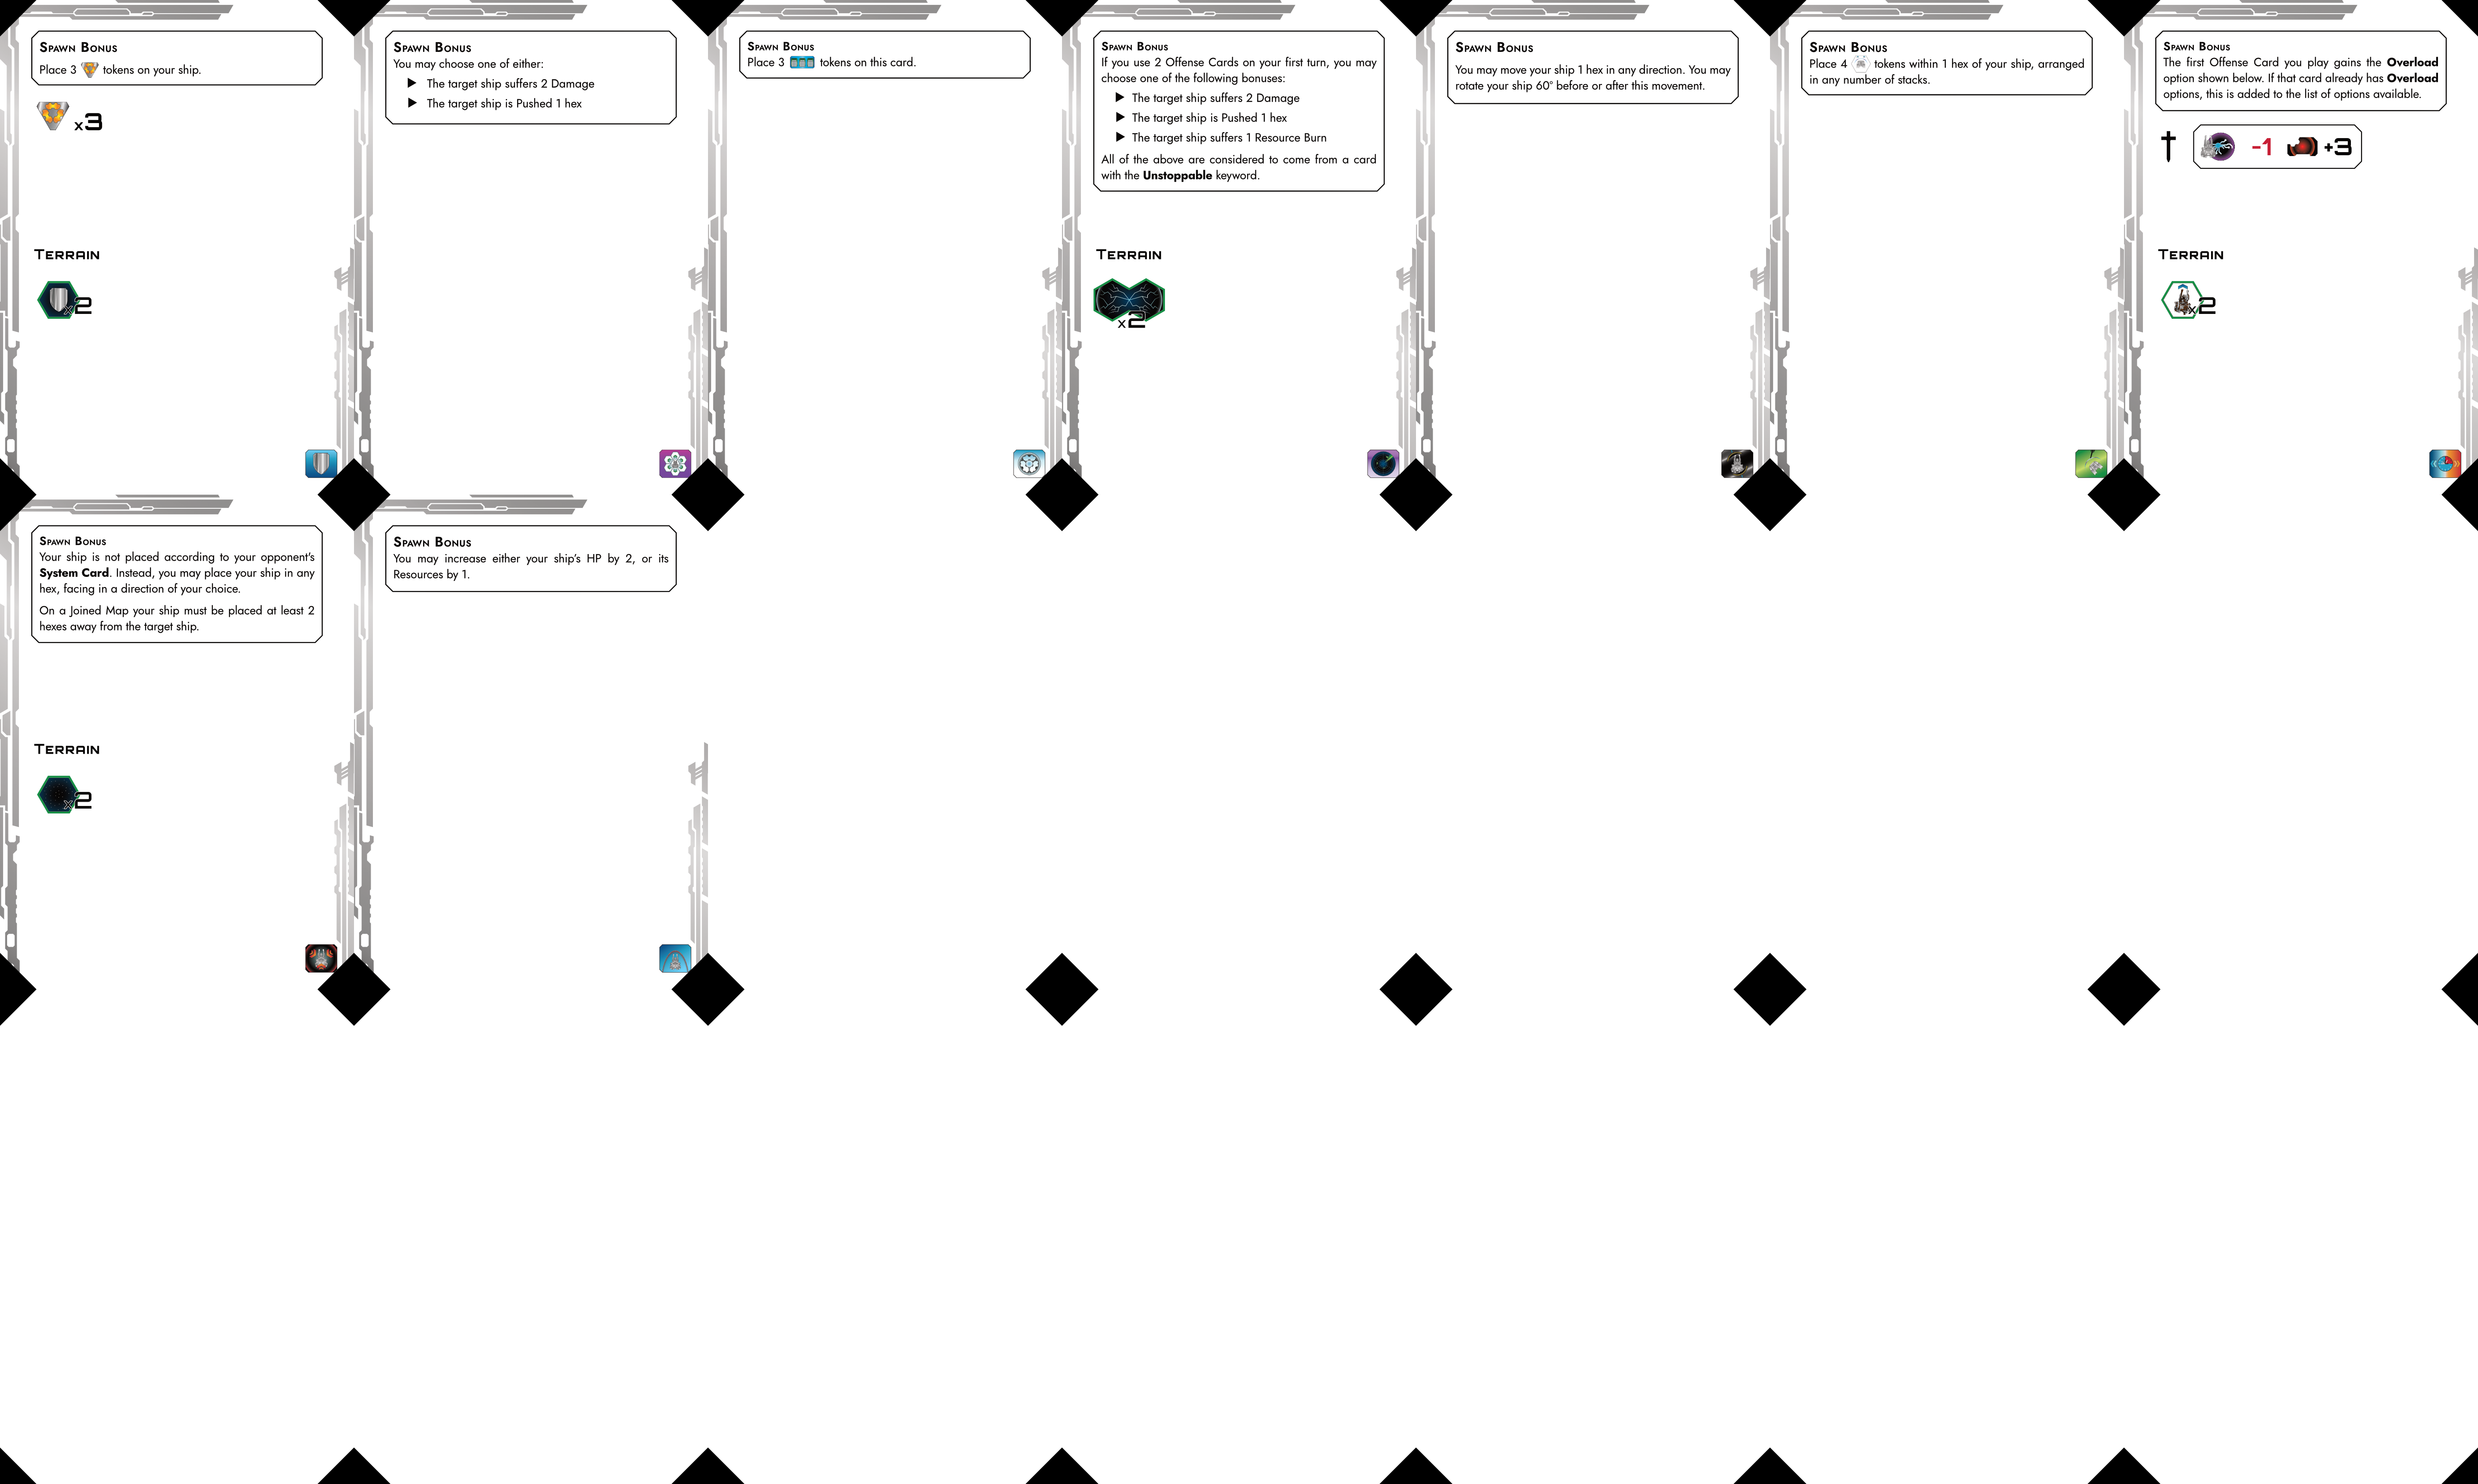 Spawn Bonus
Place 3 tokens on your ship.
x3
Terrain
x2
Spawn Bonus
You may choose one of either:
The target ship suffers 2 Damage
The target ship is Pushed 1 hex
Spawn Bonus
Place 3 tokens on this card.
Spawn Bonus
If you use 2 Offense Cards on your first turn, you may
choose one of the following bonuses:
The target ship suffers 2 Damage
The target ship is Pushed 1 hex
The target ship suffers 1 Resource Burn
All of the above are considered to come from a card
with the Unstoppable keyword.
Terrain
x2
Spawn Bonus
You may move your ship 1 hex in any direction. You may
rotate your ship 60° before or after this movement.
Spawn Bonus
Place 4 tokens within 1 hex of your ship, arranged
in any number of stacks.
Spawn Bonus
The first Offense Card you play gains the Overload
option shown below. If that card already has Overload
options, this is added to the list of options available.
-1 +3
Terrain
x2
Spawn Bonus
Your ship is not placed according to your opponent's
System Card. Instead, you may place your ship in any
hex, facing in a direction of your choice.
On a Joined Map your ship must be placed at least 2
hexes away from the target ship.
Terrain
x2
Spawn Bonus
You may increase either your ship's HP by 2, or its
Resources by 1.